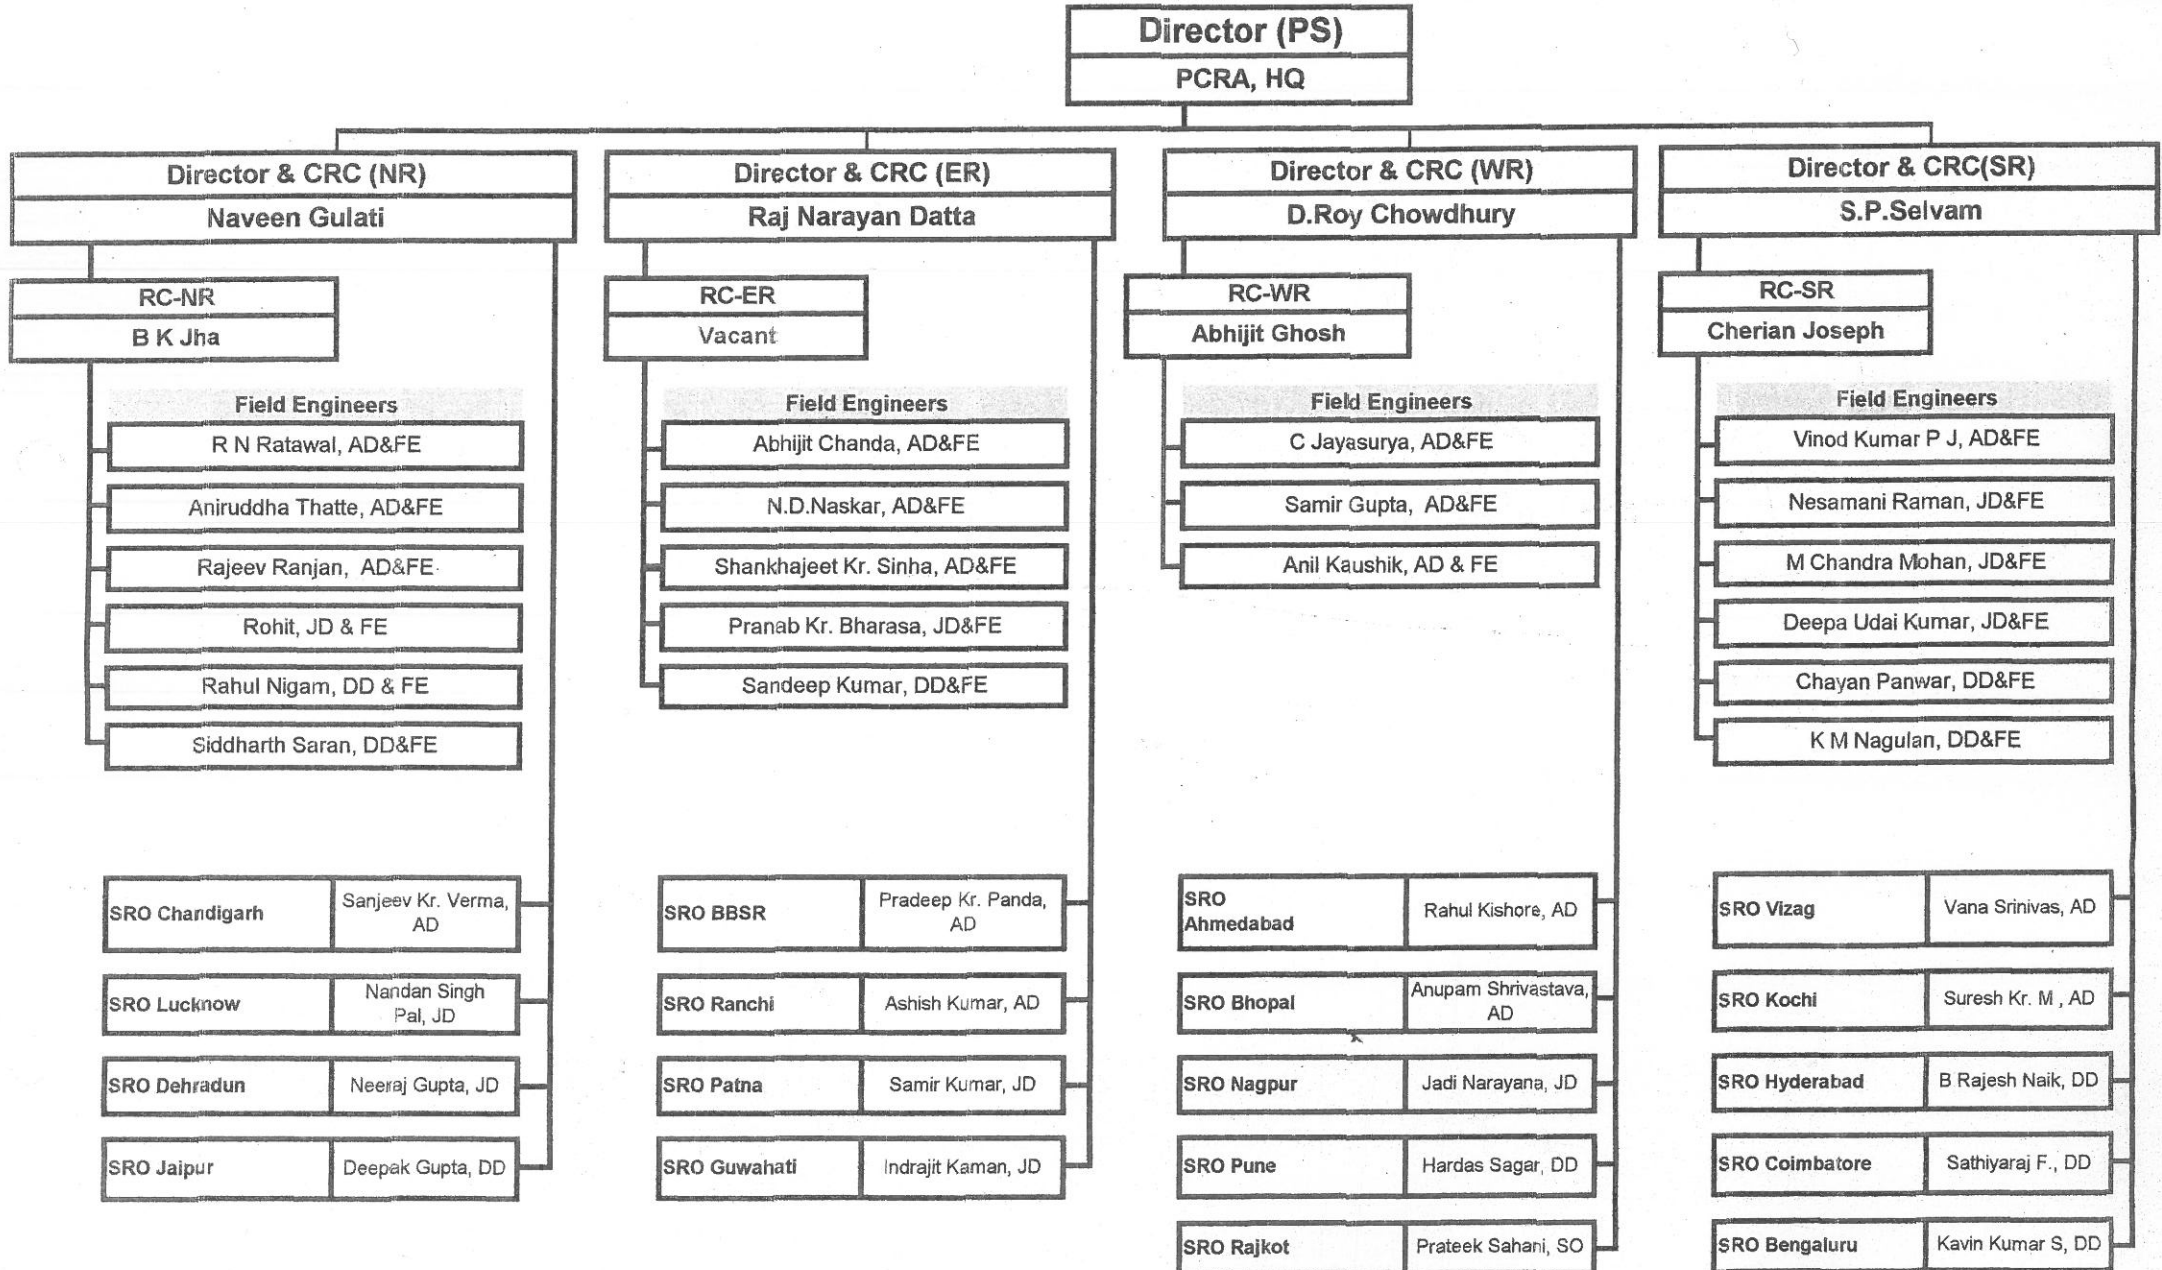 Director (PS)
PCRA, HQ
Director & CRC (NR)
Naveen Gulati
RC-NR
B K Jha
Field Engineers
R N Ratawal, AD&FE
Aniruddha Thatte, AD&FE
Rajeev Ranjan, AD&FE
Rohit, JD & FE
Rahul Nigam, DD & FE
Siddharth Saran, DD&FE
SRO Chandigarh
Sanjeev Kr. Verma,
AD
SRO Lucknow
Nandan Singh
Pal, JD
SRO Dehradun
Neeraj Gupta, JD
SRO Jaipur
Deepak Gupta, DD
Director & CRC (ER)
Raj Narayan Datta
RC-ER
Vacant
Field Engineers
Abhijit Chanda, AD&FE
N.D.Naskar, AD&FE
Shankhajeet Kr. Sinha, AD&FE
Pranab Kr. Bharasa, JD&FE
Sandeep Kumar, DD&FE
SRO BBSR
Pradeep Kr. Panda,
AD
SRO Ranchi
Ashish Kumar, AD
SRO Patna
Samir Kumar, JD
SRO Guwahati
Indrajit Kaman, JD
Director & CRC (WR)
D.Roy Chowdhury
RC-WR
Abhijit Ghosh
Field Engineers
C Jayasurya, AD&FE
Samir Gupta, AD&FE
Anil Kaushik, AD & FE
SRO
Ahmedabad
Rahul Kishore, AD
SRO Bhopal
Anupam Shrivastava,
AD
SRO Nagpur
Jadi Narayana, JD
SRO Pune
Hardas Sagar, DD
SRO Rajkot
Prateek Sahani, SO
Director & CRC(SR)
S.P.Selvam
RC-SR
Cherian Joseph
Field Engineers
Vinod Kumar P J, AD&FE
Nesamani Raman, JD&FE
M Chandra Mohan, JD&FE
Deepa Udai Kumar, JD&FE
Chayan Panwar, DD&FE
K M Nagulan, DD&FE
SRO Vizag
Vana Srinivas, AD
SRO Kochi
Suresh Kr. M , AD
SRO Hyderabad
B Rajesh Naik, DD
SRO Coimbatore
Sathiyaraj F., DD
SRO Bengaluru
Kavin Kumar S, DD